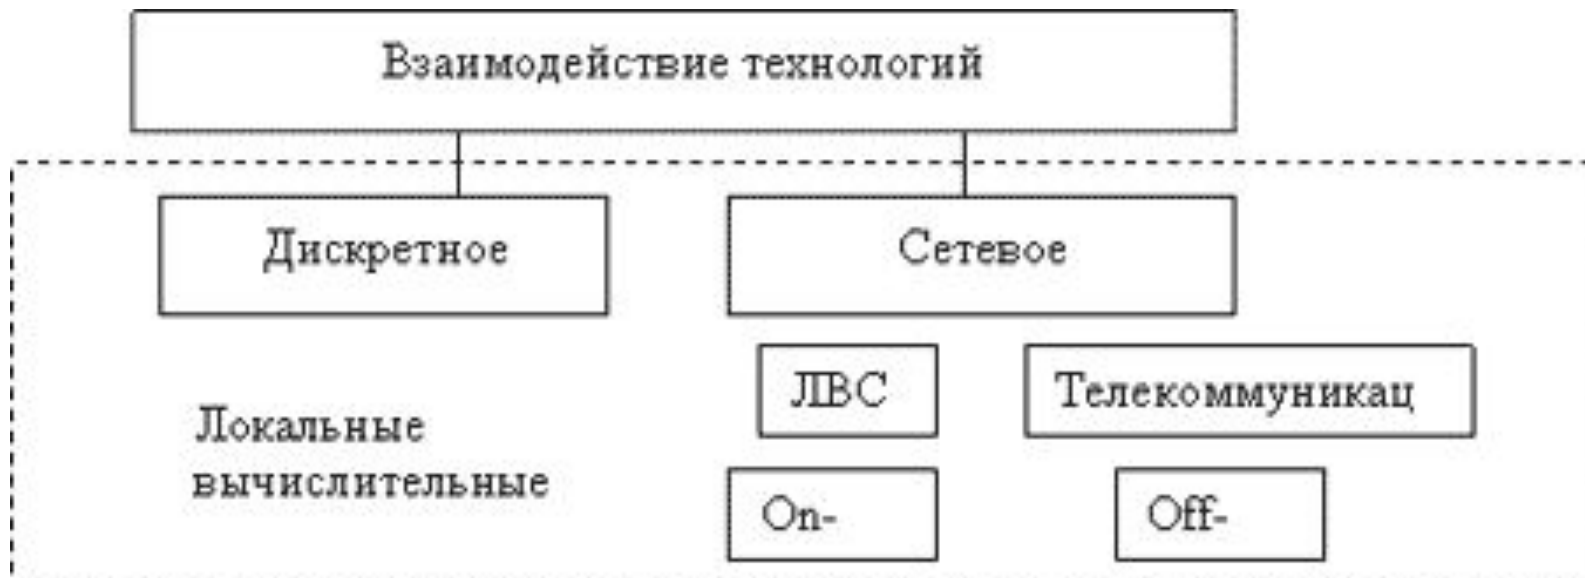 Взаимодействие технологий
Дискретное
Сетевое
ЛВС
Телекоммуникац
Локальные
вычислительные
On-
Off-